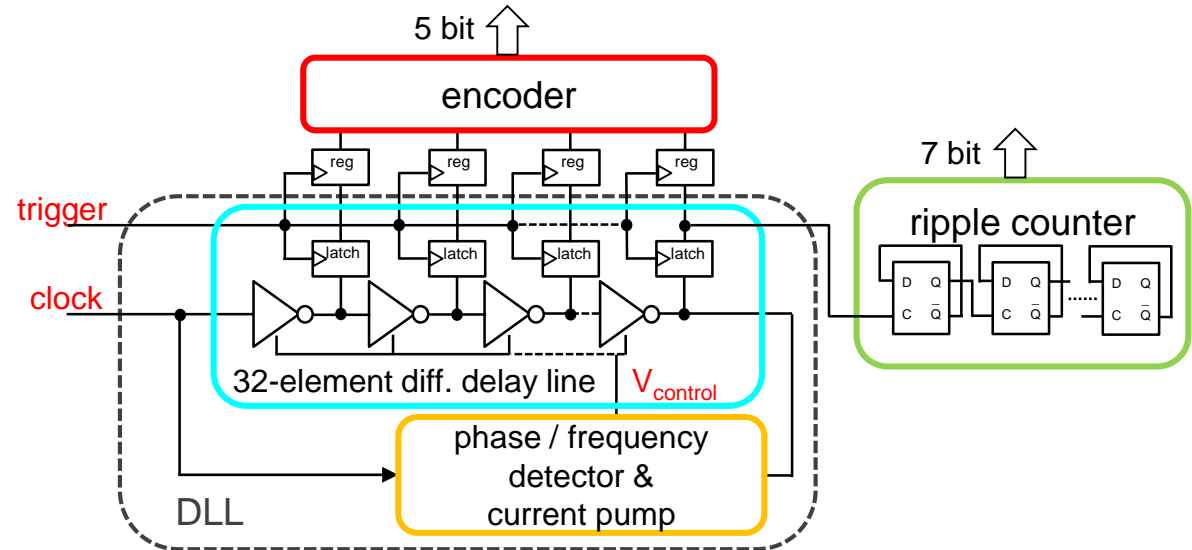 5 bit
encoder
reg reg reg reg
7 bit
trigger
ripple counter
latch latch latch latch
D Q D Q D Q
clock
C Q̅ C Q̅ ...... C Q̅
32-element diff. delay line V_control
phase / frequency
detector &
current pump
DLL